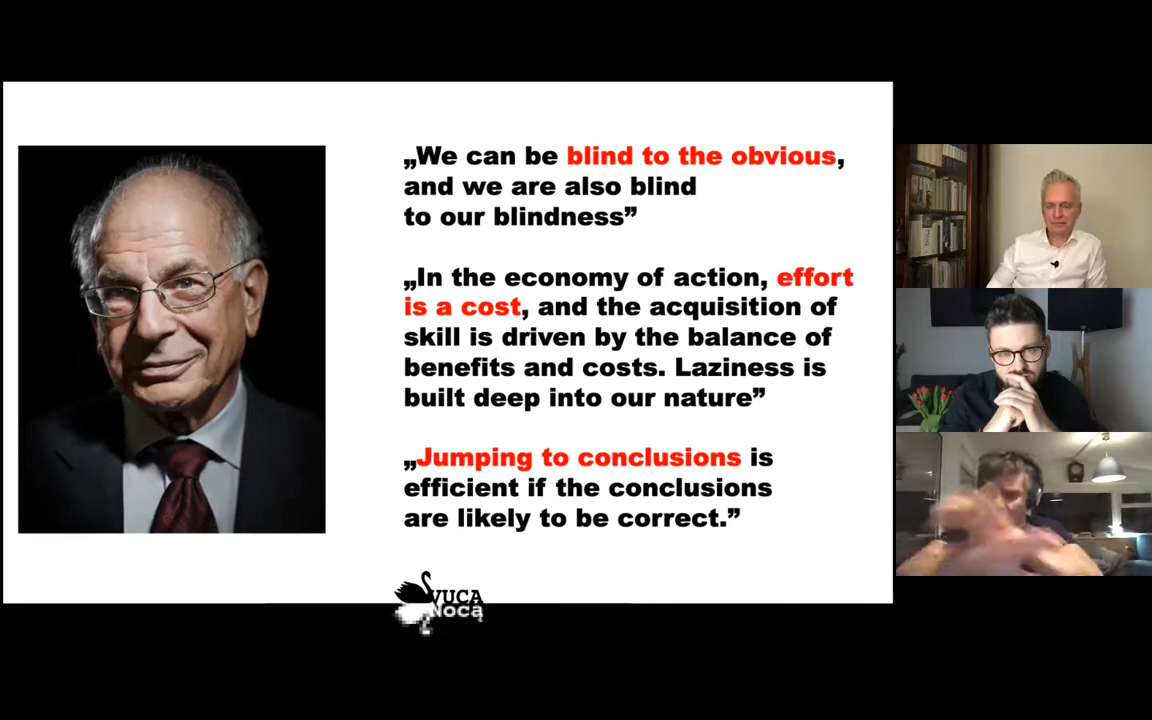 „We can be blind to the obvious,
and we are also blind
to our blindness”
„In the economy of action, effort
is a cost, and the acquisition of
skill is driven by the balance of
benefits and costs. Laziness is
built deep into our nature”
„Jumping to conclusions is
efficient if the conclusions
are likely to be correct.”
VUCA
Nocą